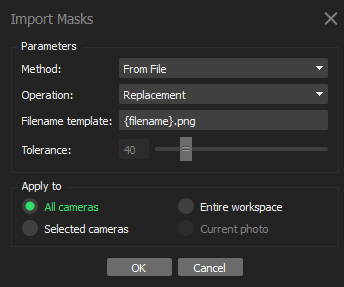 Import Masks
Parameters
Method: From File
Operation: Replacement
Filename template: {filename}.png
Tolerance: 40
Apply to
All cameras Entire workspace
Selected cameras Current photo
OK Cancel